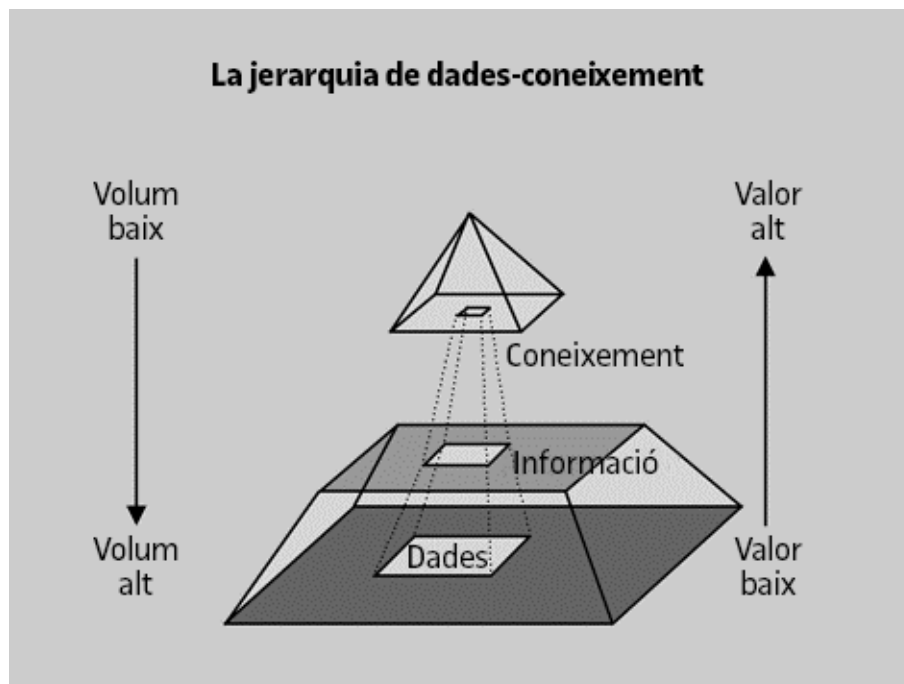 La jerarquia de dades-coneixement
Volum
baix
Valor
alt
Coneixement
Informació
Dades
Volum
alt
Valor
baix